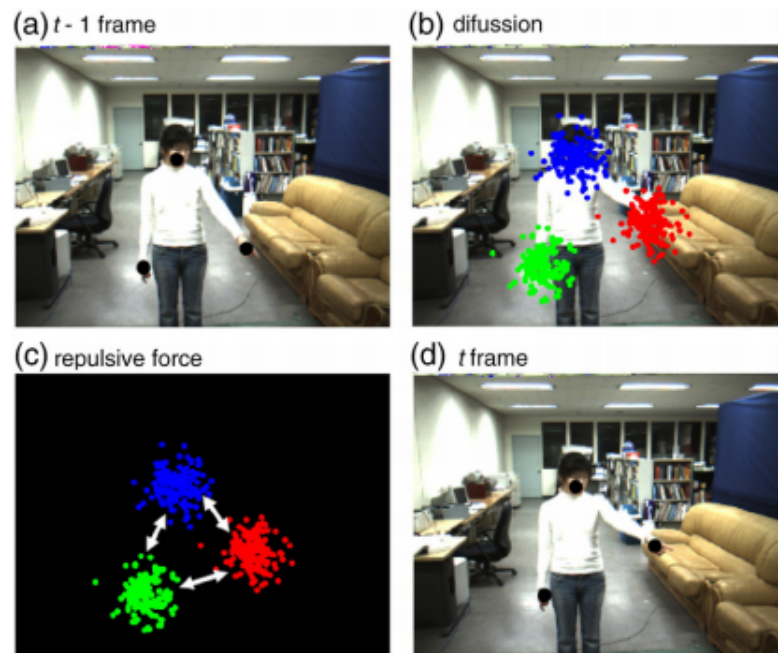 (a) t - 1 frame
(b) difussion
(c) repulsive force
(d) t frame